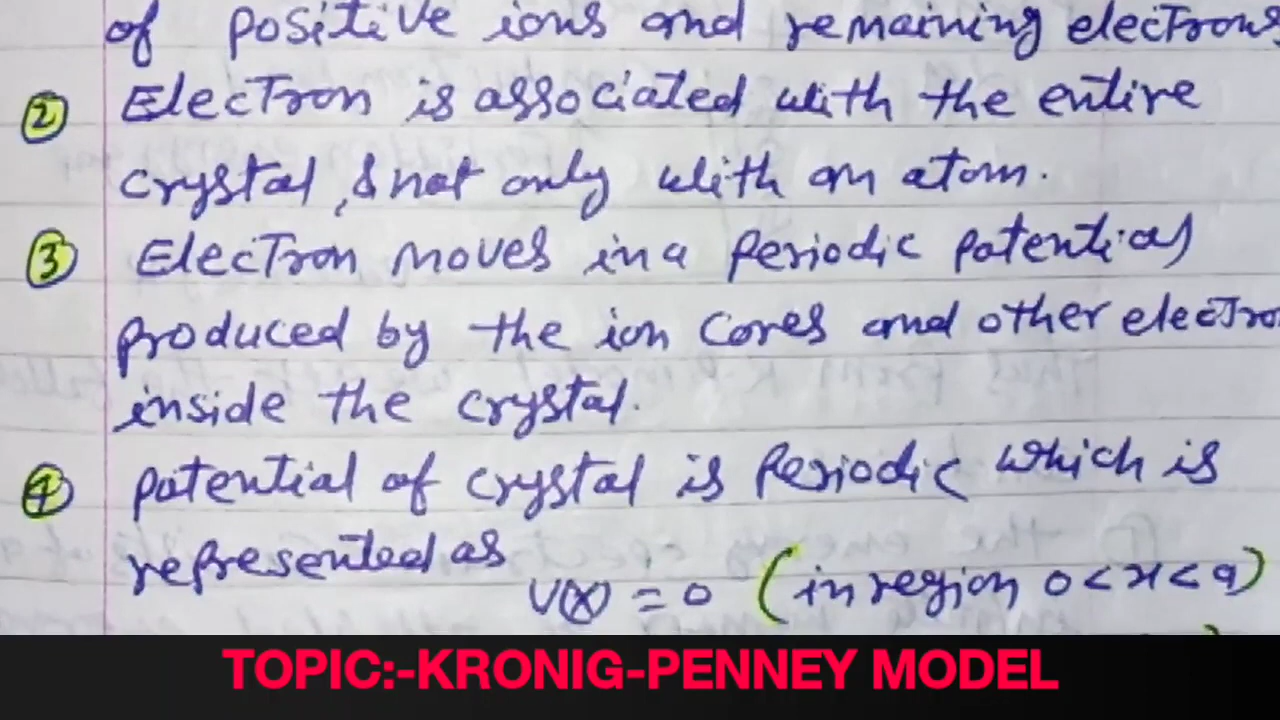 of positive ions and remaining electrons
② Electron is associated with the entire
crystal, & not only with an atom.
③ Electron moves in a periodic potential
produced by the ion cores and other electro
inside the crystal.
④ potential of crystal is Periodic which is
represented as
V(x) = 0 (in region 0 < x < a)
TOPIC:-KRONIG-PENNEY MODEL